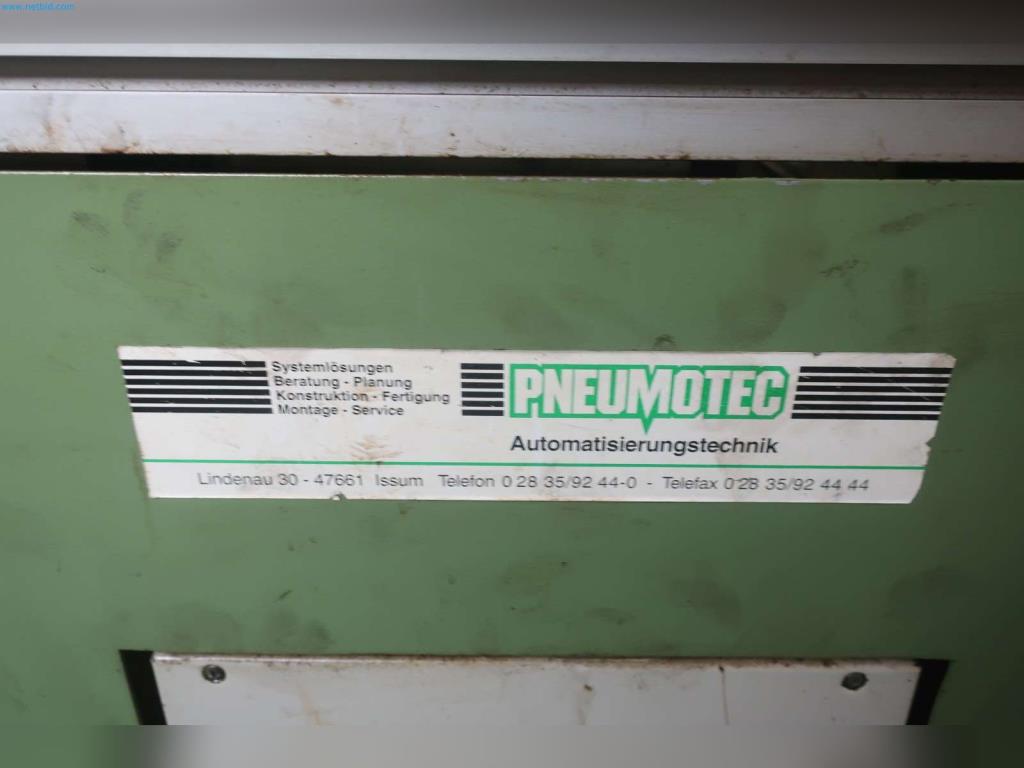 www.netbid.com
Systemlösungen
Beratung - Planung
Konstruktion - Fertigung
Montage - Service
PNEUMOTEC
Automatisierungstechnik
Lindenau 30 - 47661 Issum Telefon 0 28 35/92 44-0 - Telefax 0 28 35/92 44 44